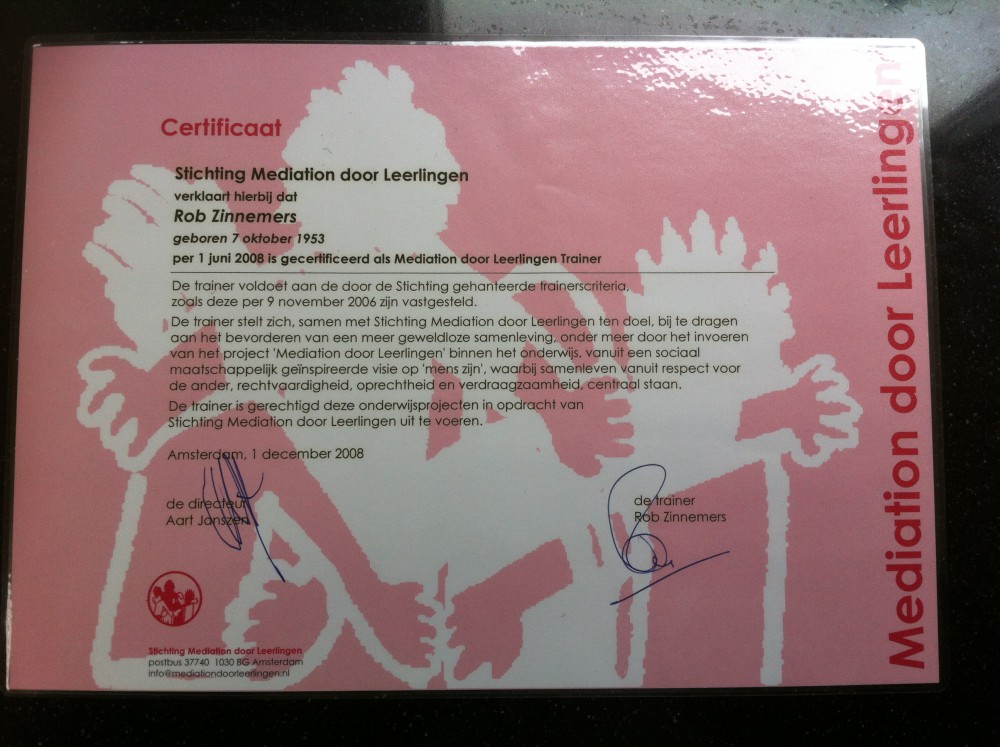 Certificaat
Stichting Mediation door Leerlingen
verklaart hierbij dat
Rob Zinnemers
geboren 7 oktober 1953
per 1 juni 2008 is gecertificeerd als Mediation door Leerlingen Trainer
De trainer voldoet aan de door de Stichting gehanteerde trainerscriteria,
zoals deze per 9 november 2006 zijn vastgesteld.
De trainer stelt zich, samen met Stichting Mediation door Leerlingen ten doel, bij te dragen
aan het bevorderen van een meer geweldloze samenleving, onder meer door het invoeren
van het project 'Mediation door Leerlingen' binnen het onderwijs, vanuit een sociaal
maatschappelijk geïnspireerde visie op 'mens zijn', waarbij samenleven vanuit respect voor
de ander, rechtvaardigheid, oprechtheid en verdraagzaamheid, centraal staan.
De trainer is gerechtigd deze onderwijsprojecten in opdracht van
Stichting Mediation door Leerlingen uit te voeren.
Amsterdam, 1 december 2008
de directeur
Aart Janszen
de trainer
Rob Zinnemers
Stichting Mediation door Leerlingen
postbus 37740 1030 BG Amsterdam
info@mediationdoorleerlingen.nl
Mediation door Leerlingen